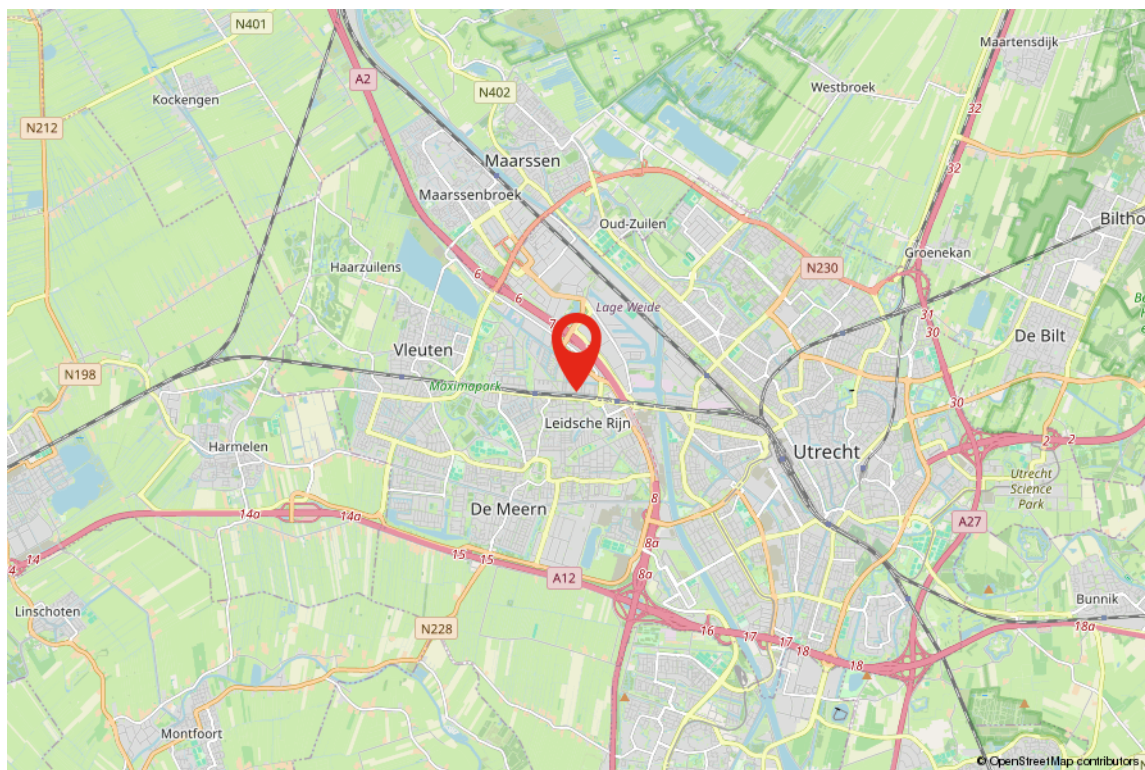 N401
Maartensdijk
A2
Westbroek
Kockengen
N402
N212
32
Maarssen
32
Maarssenbroek
Oud-Zuilen
Biltho
Groenekan
Haarzuilens
N230
6
6
Lage Weide
31
7
30
De Bilt
Vleuten
N198
Máximapark
30
Leidsche Rijn
2
2
Harmelen
Utrecht
Utrecht
Science
Park
8
De Meern
14a
14a
A27
8a
14
15
15
4
A12
8a
Bunnik
Linschoten
16
17
17
18
18a
N228
18
Montfoort
© OpenStreetMap contributors